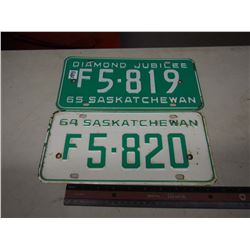 DIAMOND JUBILEE
F5-819
65 SASKATCHEWAN
64 SASKATCHEWAN
F5-820